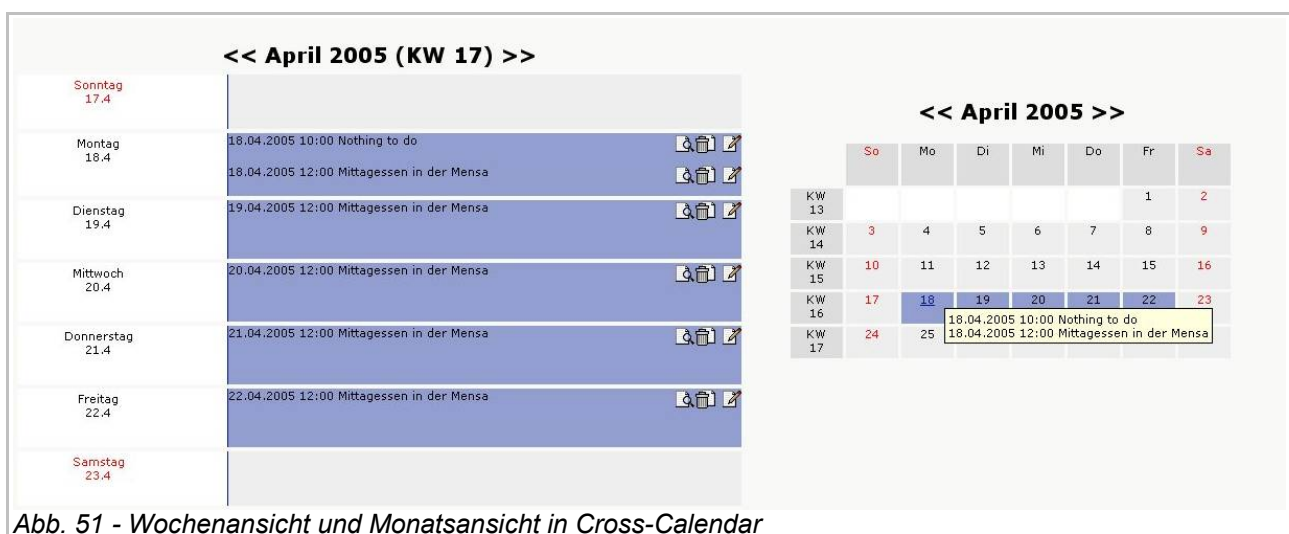 << April 2005 (KW 17) >>
Sonntag
17.4
Montag
18.4
18.04.2005 10:00 Nothing to do
18.04.2005 12:00 Mittagessen in der Mensa
Dienstag
19.4
19.04.2005 12:00 Mittagessen in der Mensa
Mittwoch
20.4
20.04.2005 12:00 Mittagessen in der Mensa
Donnerstag
21.4
21.04.2005 12:00 Mittagessen in der Mensa
Freitag
22.4
22.04.2005 12:00 Mittagessen in der Mensa
Samstag
23.4
<< April 2005 >>
So Mo Di Mi Do Fr Sa
KW
13
1 2
KW
14
3 4 5 6 7 8 9
KW
15
10 11 12 13 14 15 16
KW
16
17 18 19 20 21 22 23
18.04.2005 10:00 Nothing to do
18.04.2005 12:00 Mittagessen in der Mensa
KW
17
24 25
Abb. 51 - Wochenansicht und Monatsansicht in Cross-Calendar